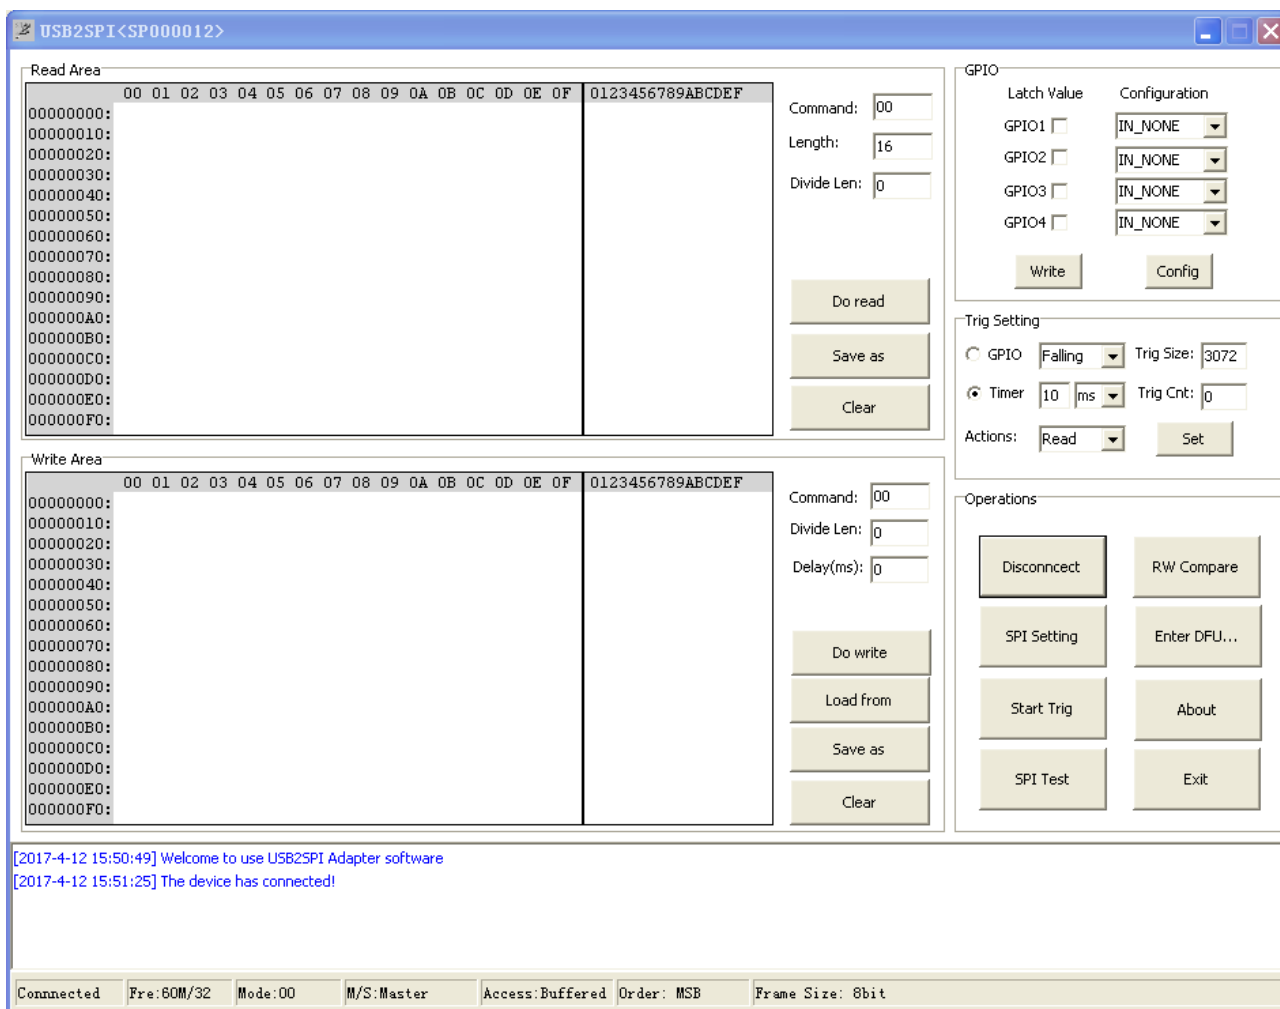 USB2SPI<SP000012>
Read Area
00 01 02 03 04 05 06 07 08 09 0A 0B 0C 0D 0E 0F 0123456789ABCDEF
00000000:
00000010:
00000020:
00000030:
00000040:
00000050:
00000060:
00000070:
00000080:
00000090:
000000A0:
000000B0:
000000C0:
000000D0:
000000E0:
000000F0:
Command: 00
Length: 16
Divide Len: 0
Do read
Save as
Clear
GPIO
Latch Value Configuration
GPIO1 IN_NONE
GPIO2 IN_NONE
GPIO3 IN_NONE
GPIO4 IN_NONE
Write Config
Trig Setting
GPIO Falling Trig Size: 3072
Timer 10 ms Trig Cnt: 0
Actions: Read Set
Write Area
00 01 02 03 04 05 06 07 08 09 0A 0B 0C 0D 0E 0F 0123456789ABCDEF
00000000:
00000010:
00000020:
00000030:
00000040:
00000050:
00000060:
00000070:
00000080:
00000090:
000000A0:
000000B0:
000000C0:
000000D0:
000000E0:
000000F0:
Command: 00
Divide Len: 0
Delay(ms): 0
Do write
Load from
Save as
Clear
Operations
Disconncect RW Compare
SPI Setting Enter DFU...
Start Trig About
SPI Test Exit
[2017-4-12 15:50:49] Welcome to use USB2SPI Adapter software
[2017-4-12 15:51:25] The device has connected!
Connnected Fre:60M/32 Mode:00 M/S:Master Access:Buffered Order: MSB Frame Size: 8bit